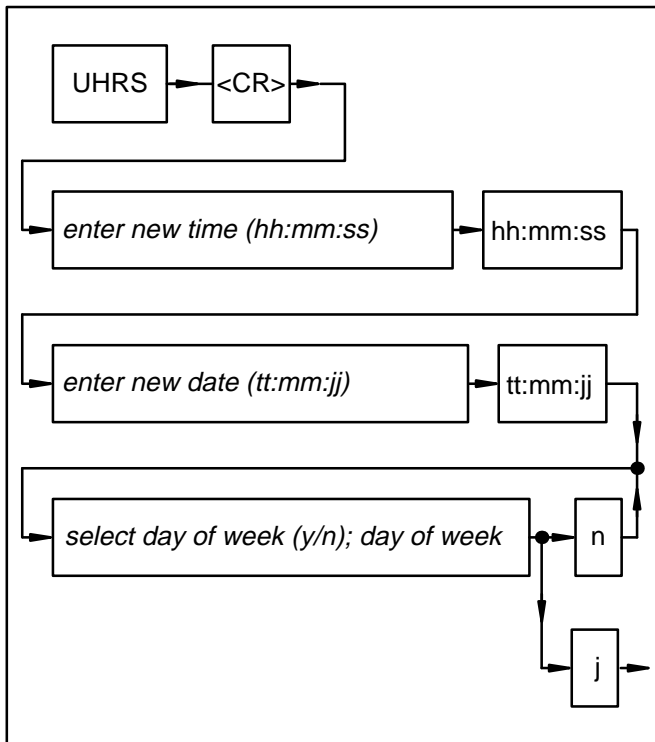 UHRS <CR>
enter new time (hh:mm:ss) hh:mm:ss
enter new date (tt:mm:jj) tt:mm:jj
select day of week (y/n); day of week n
j